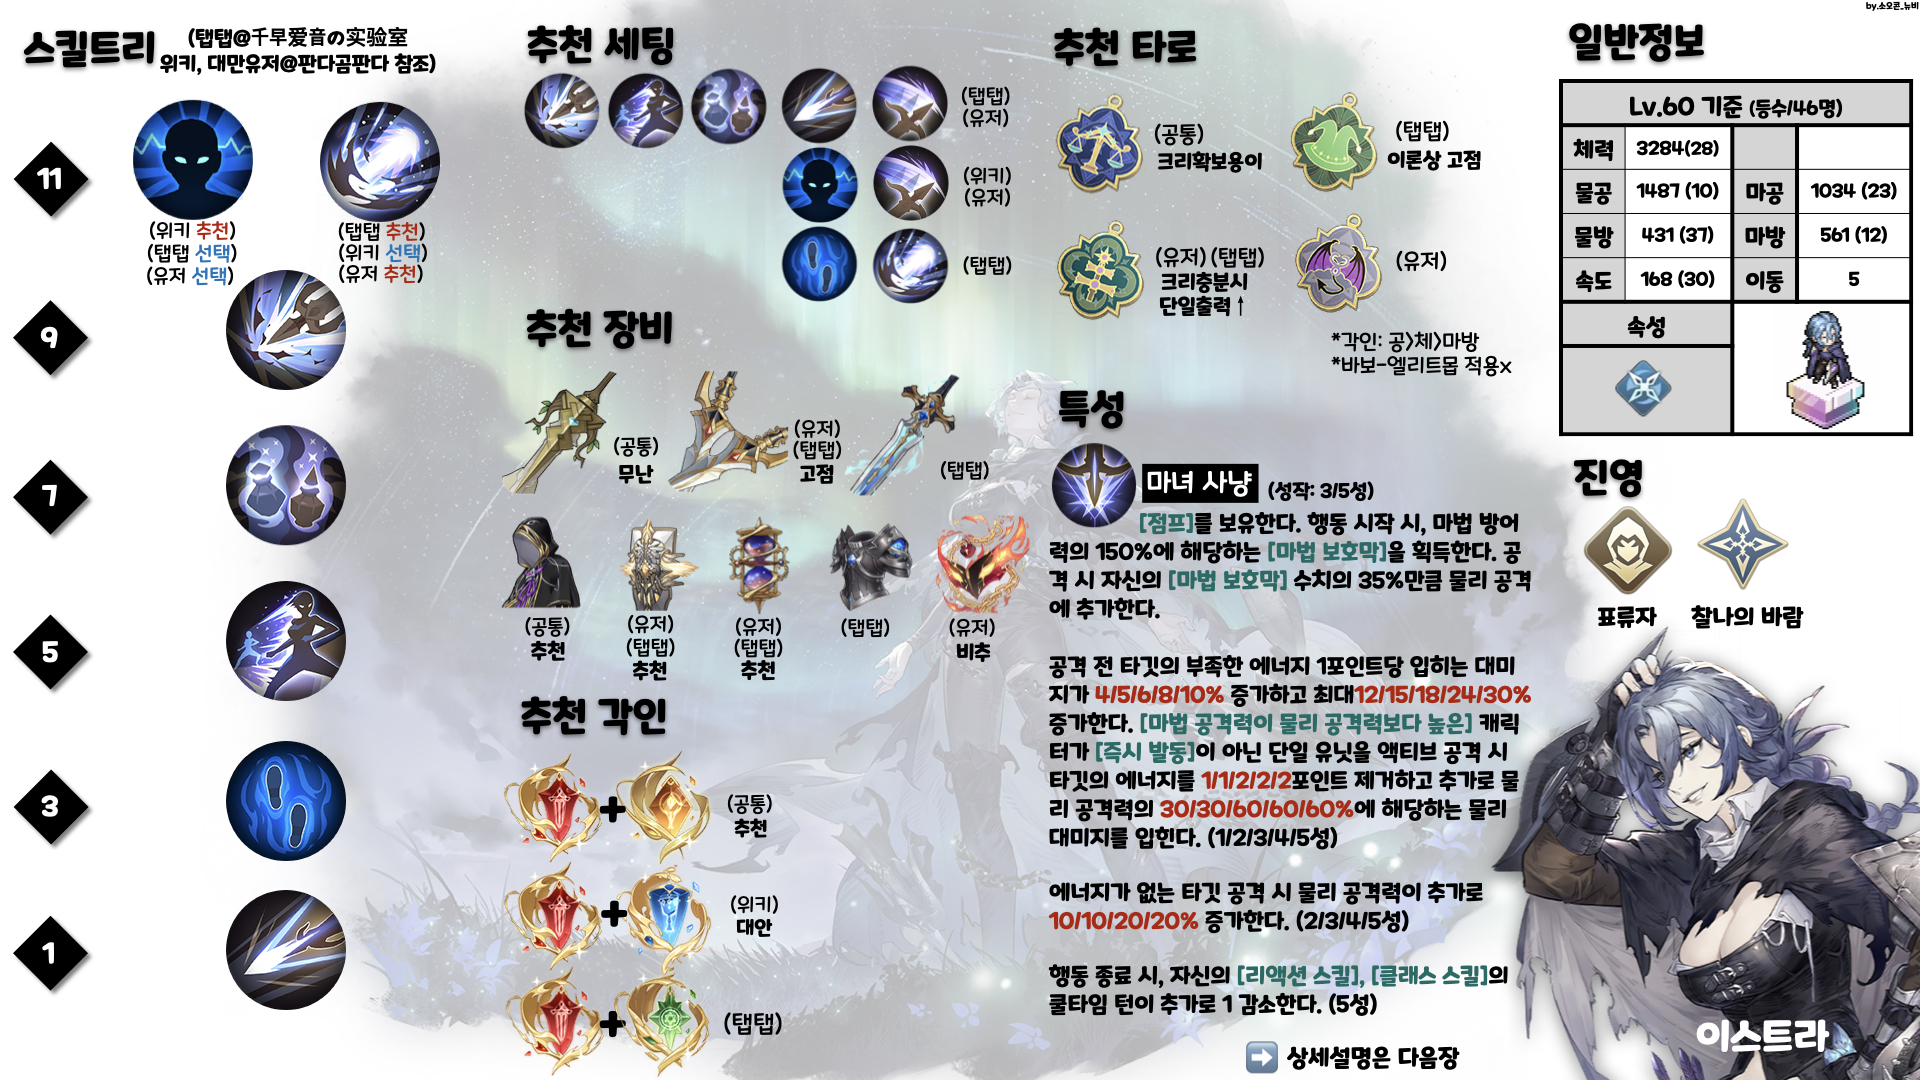 by.소오콘_뉴비
스킬트리
(탭탭@千早爱音の实验室
위키, 대만유저@판다곰판다 참조)
11
(위키 추천)
(탭탭 선택)
(유저 선택)
(탭탭 추천)
(위키 선택)
(유저 추천)
9
7
5
3
1
추천 세팅
(탭탭)
(유저)
(위키)
(유저)
(탭탭)
추천 장비
(공통)
무난
(유저)
(탭탭)
고점
(탭탭)
(공통)
추천
(유저)
(탭탭)
추천
(유저)
(탭탭)
추천
(탭탭)
(유저)
비추
추천 각인
(공통)
추천
(위키)
대안
(탭탭)
추천 타로
(공통)
크리확보용이
(탭탭)
이론상 고점
(유저) (탭탭)
크리충분시
단일출력↑
(유저)
*각인: 공>체>마방
*바보-엘리트몹 적용x
특성
마녀 사냥 (성작: 3/5성)
[점프]를 보유한다. 행동 시작 시, 마법 방어
력의 150%에 해당하는 [마법 보호막]을 획득한다. 공
격 시 자신의 [마법 보호막] 수치의 35%만큼 물리 공격
에 추가한다.
공격 전 타깃의 부족한 에너지 1포인트당 입히는 대미
지가 4/5/6/8/10% 증가하고 최대12/15/18/24/30%
증가한다. [마법 공격력이 물리 공격력보다 높은] 캐릭
터가 [즉시 발동]이 아닌 단일 유닛을 액티브 공격 시
타깃의 에너지를 1/1/2/2/2포인트 제거하고 추가로 물
리 공격력의 30/30/60/60/60%에 해당하는 물리
대미지를 입힌다. (1/2/3/4/5성)
에너지가 없는 타깃 공격 시 물리 공격력이 추가로
10/10/20/20% 증가한다. (2/3/4/5성)
행동 종료 시, 자신의 [리액션 스킬], [클래스 스킬]의
쿨타임 턴이 추가로 1 감소한다. (5성)
상세설명은 다음장
일반정보
Lv.60 기준 (등수/46명)
체력 3284(28)
물공 1487 (10) 마공 1034 (23)
물방 431 (37) 마방 561 (12)
속도 168 (30) 이동 5
속성
진영
표류자
찰나의 바람
이스트라